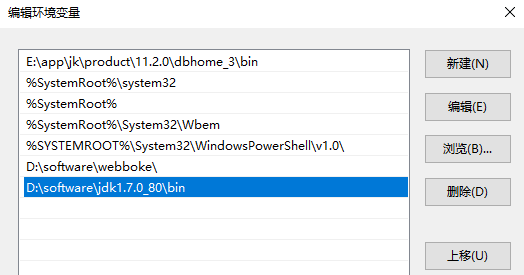 编辑环境变量
E:\app\jk\product\11.2.0\dbhome_3\bin
%SystemRoot%\system32
%SystemRoot%
%SystemRoot%\System32\Wbem
%SYSTEMROOT%\System32\WindowsPowerShell\v1.0\
D:\software\webboke\
D:\software\jdk1.7.0_80\bin
新建(N)
编辑(E)
浏览(B)...
删除(D)
上移(U)